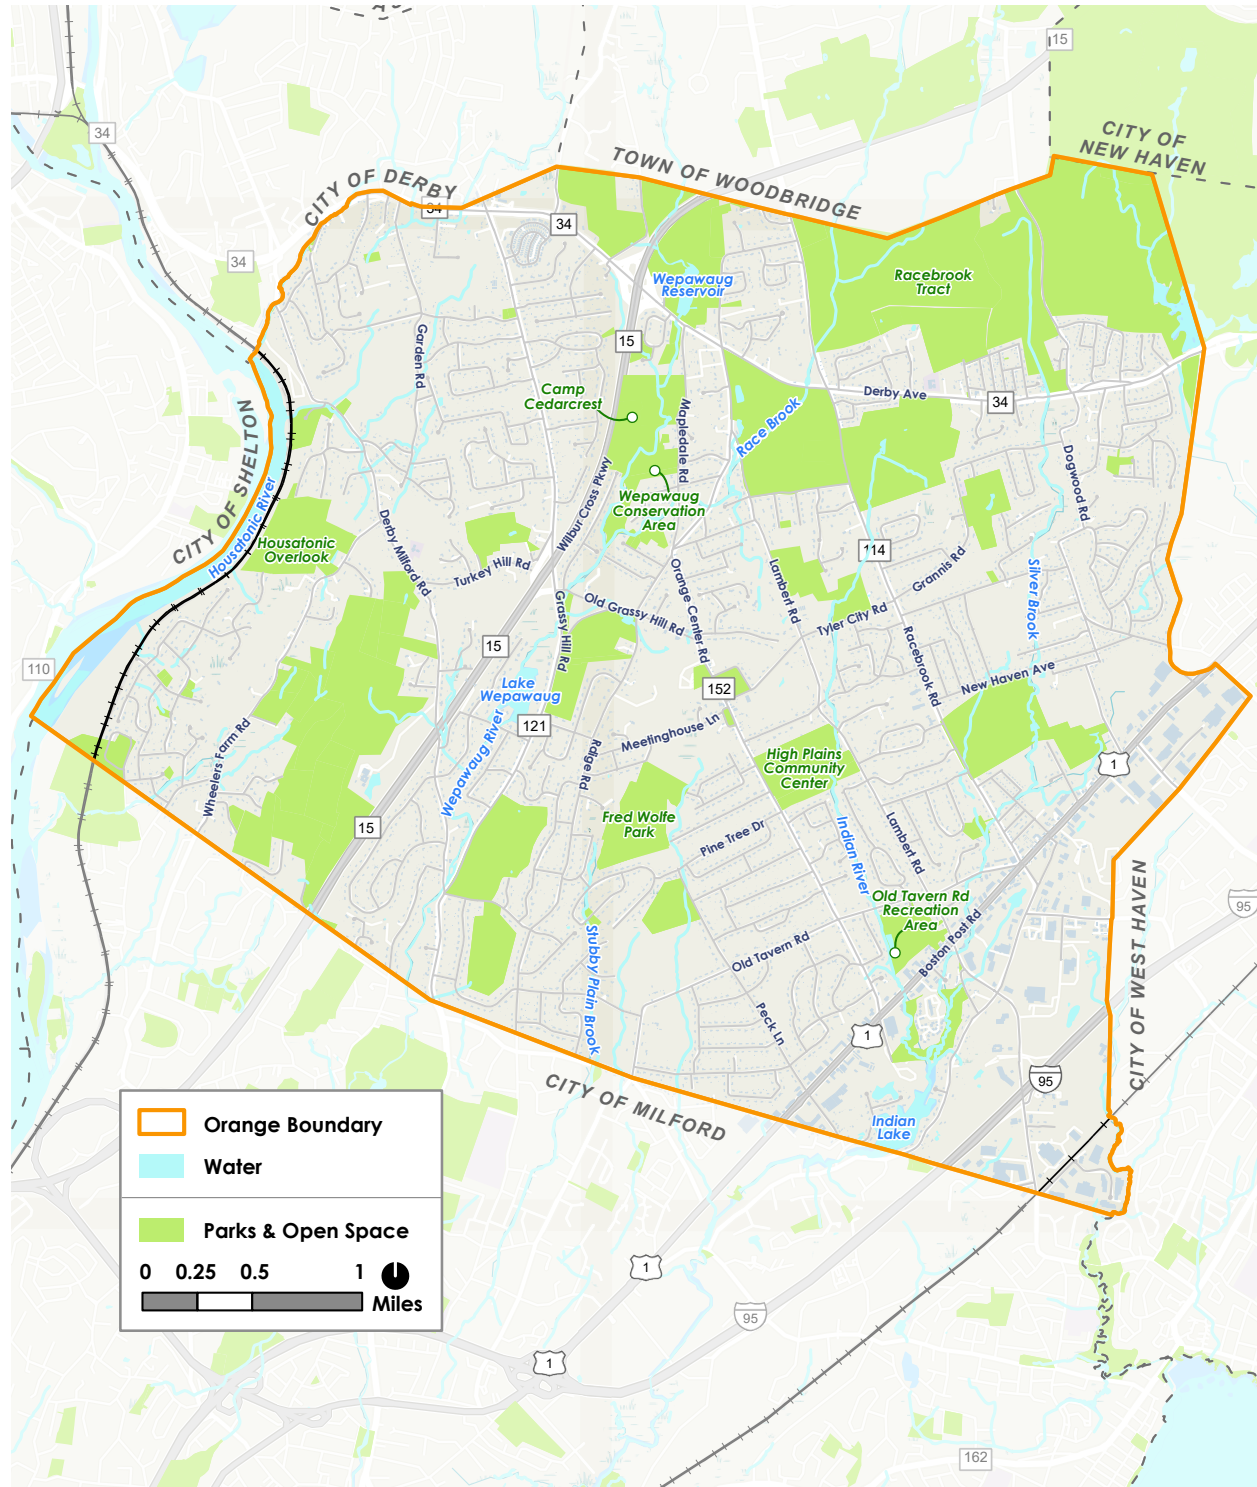 15
34
CITY OF
NEW HAVEN
TOWN OF WOODBRIDGE
CITY OF DERBY
34
34
34
Wepawaug
Reservoir
Racebrook
Tract
15
Garden Rd
Camp
Cedarcrest
Mapledale Rd
Derby Ave
34
Race Brook
CITY OF SHELTON
Housatonic River
Dogwood Rd
Wilbur Cross Pkwy
Wepawaug
Conservation
Area
Housatonic
Overlook
Derby Milford Rd
Turkey Hill Rd
114
Grannis Rd
Silver Brook
Orange Center Rd
Lambert Rd
Grassy Hill Rd
Old Grassy Hill Rd
Tyler City Rd
Racebrook Rd
15
110
New Haven Ave
Lake
Wepawaug
152
121
Wepawaug River
Wheelers Farm Rd
Meetinghouse Ln
Rdige Rd
High Plains
Community
Center
1
15
Fred Wolfe
Park
Pine Tree Dr
Indian River
Lambert Rd
Old Tavern Rd
Recreation
Area
95
Boston Post Rd
Stubby Plain Brook
Old Tavern Rd
Peck Ln
1
CITY OF WEST HAVEN
95
CITY OF MILFORD
Indian
Lake
Orange Boundary
Water
Parks & Open Space
0 0.25 0.5 1
Miles
1
95
1
162